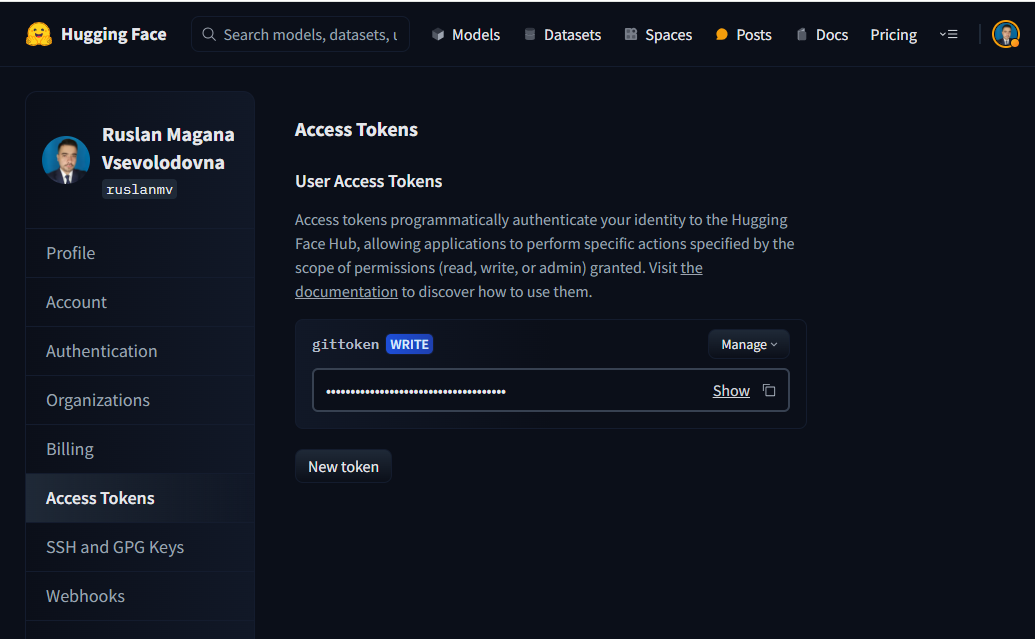 Hugging Face
Search models, datasets, u
Models
Datasets
Spaces
Posts
Docs
Pricing
Ruslan Magana
Vsevolodovna
ruslanmv
Profile
Account
Authentication
Organizations
Billing
Access Tokens
SSH and GPG Keys
Webhooks
Access Tokens
User Access Tokens
Access tokens programmatically authenticate your identity to the Hugging
Face Hub, allowing applications to perform specific actions specified by the
scope of permissions (read, write, or admin) granted. Visit the
documentation to discover how to use them.
gittoken WRITE
Manage
Show
New token